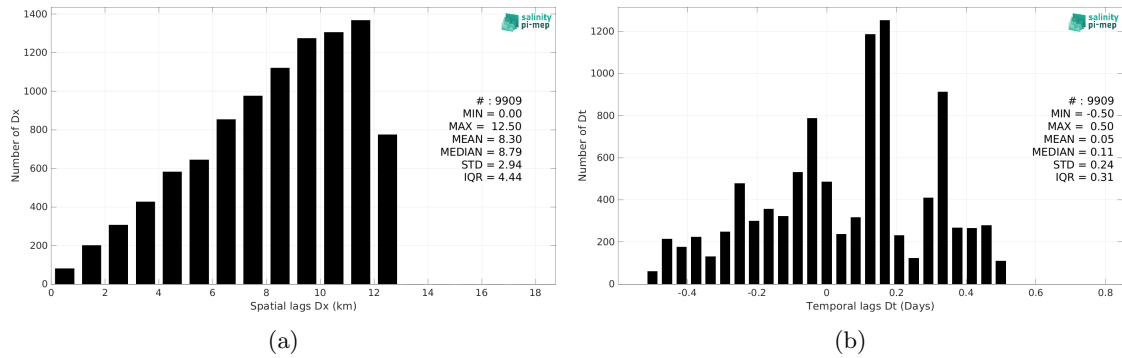 1400
1200
1000
800
600
400
200
0
Number of Dx
0 2 4 6 8 10 12 14 16 18
Spatial lags Dx (km)
salinity
pi-mep
# : 9909
MIN = 0.00
MAX = 12.50
MEAN = 8.30
MEDIAN = 8.79
STD = 2.94
IQR = 4.44
(a)
1200
1000
800
600
400
200
0
Number of Dt
-0.4 -0.2 0 0.2 0.4 0.6 0.8
Temporal lags Dt (Days)
salinity
pi-mep
# : 9909
MIN = -0.50
MAX = 0.50
MEAN = 0.05
MEDIAN = 0.11
STD = 0.24
IQR = 0.31
(b)